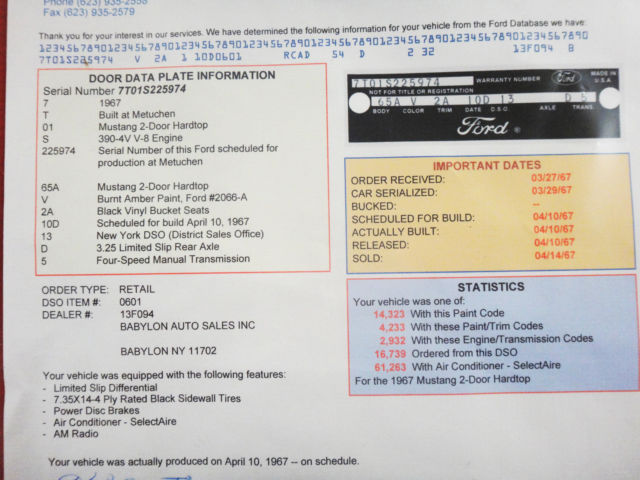 Phone (623) 935-2558
Fax (623) 935-2579
Thank you for your interest in our services. We have determined the following information for your vehicle from the Ford Database we have:
12345678901234567890123456789012345678901234567890123456789012345678901234567890
7T01S225974 V 2A 1 10D0601 RCAD 54 D 2 32 13F094 B
DOOR DATA PLATE INFORMATION
Serial Number 7T01S225974
7 1967
T Built at Metuchen
01 Mustang 2-Door Hardtop
S 390-4V V-8 Engine
225974 Serial Number of this Ford scheduled for
production at Metuchen
65A Mustang 2-Door Hardtop
V Burnt Amber Paint, Ford #2066-A
2A Black Vinyl Bucket Seats
10D Scheduled for build April 10, 1967
13 New York DSO (District Sales Office)
D 3.25 Limited Slip Rear Axle
5 Four-Speed Manual Transmission
7T01S225974 WARRANTY NUMBER Ford MADE IN U.S.A.
NOT FOR TITLE OR REGISTRATION
65A V 2A 10D 13 D 5
BODY COLOR TRIM DATE D.S.O. AXLE TRANS
Ford ®
IMPORTANT DATES
ORDER RECEIVED: 03/27/67
CAR SERIALIZED: 03/29/67
BUCKED: --
SCHEDULED FOR BUILD: 04/10/67
ACTUALLY BUILT: 04/10/67
RELEASED: 04/10/67
SOLD: 04/14/67
ORDER TYPE: RETAIL
DSO ITEM #: 0601
DEALER #: 13F094
BABYLON AUTO SALES INC
BABYLON NY 11702
STATISTICS
Your vehicle was one of:
14,323 With this Paint Code
4,233 With these Paint/Trim Codes
2,932 With these Engine/Transmission Codes
16,739 Ordered from this DSO
61,263 With Air Conditioner - SelectAire
For the 1967 Mustang 2-Door Hardtop
Your vehicle was equipped with the following features:
- Limited Slip Differential
- 7.35X14-4 Ply Rated Black Sidewall Tires
- Power Disc Brakes
- Air Conditioner - SelectAire
- AM Radio
Your vehicle was actually produced on April 10, 1967 -- on schedule.